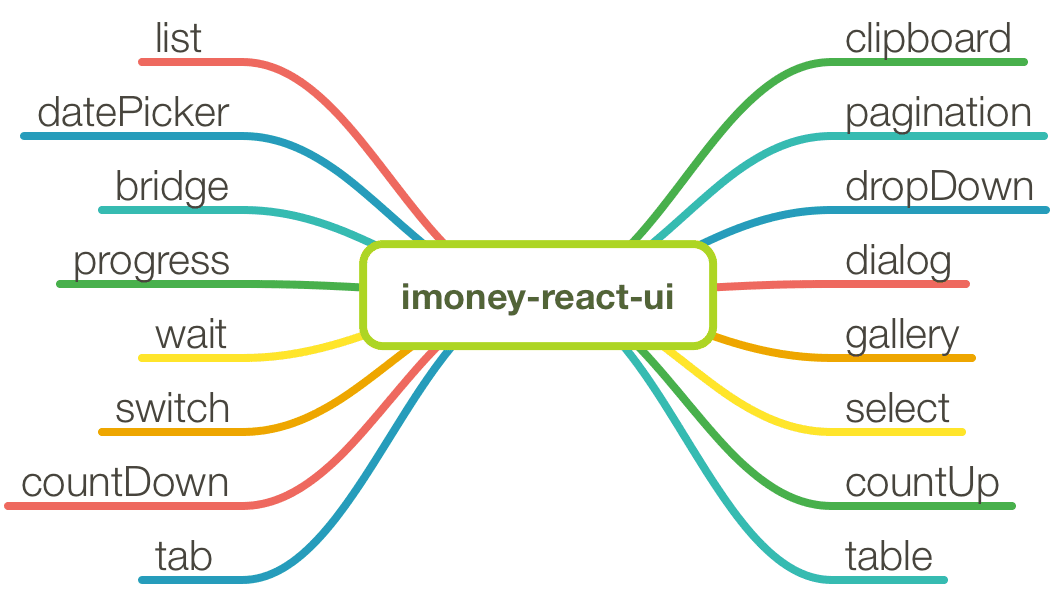 list
datePicker
bridge
progress
wait
switch
countDown
tab
imoney-react-ui
clipboard
pagination
dropDown
dialog
gallery
select
countUp
table